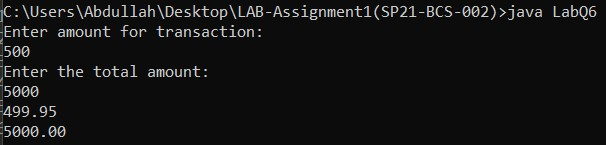 C:\Users\Abdullah\Desktop\LAB-Assignment1(SP21-BCS-002)>java LabQ6
Enter amount for transaction:
500
Enter the total amount:
5000
499.95
5000.00